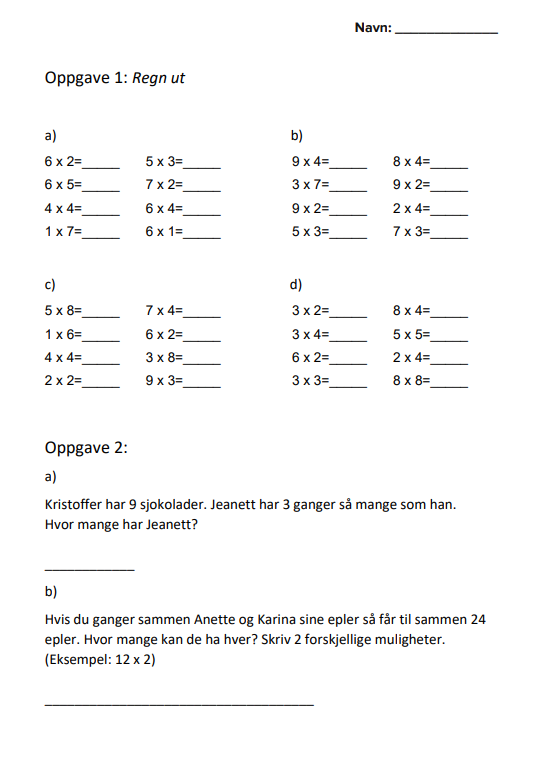 Navn: ______________
Oppgave 1: Regn ut
a)
6 x 2=_____ 5 x 3=_____
6 x 5=_____ 7 x 2=_____
4 x 4=_____ 6 x 4=_____
1 x 7=_____ 6 x 1=_____
b)
9 x 4=_____ 8 x 4=_____
3 x 7=_____ 9 x 2=_____
9 x 2=_____ 2 x 4=_____
5 x 3=_____ 7 x 3=_____
c)
5 x 8=_____ 7 x 4=_____
1 x 6=_____ 6 x 2=_____
4 x 4=_____ 3 x 8=_____
2 x 2=_____ 9 x 3=_____
d)
3 x 2=_____ 8 x 4=_____
3 x 4=_____ 5 x 5=_____
6 x 2=_____ 2 x 4=_____
3 x 3=_____ 8 x 8=_____
Oppgave 2:
a)
Kristoffer har 9 sjokolader. Jeanett har 3 ganger så mange som han.
Hvor mange har Jeanett?
____________
b)
Hvis du ganger sammen Anette og Karina sine epler så får til sammen 24
epler. Hvor mange kan de ha hver? Skriv 2 forskjellige muligheter.
(Eksempel: 12 x 2)
____________________________________